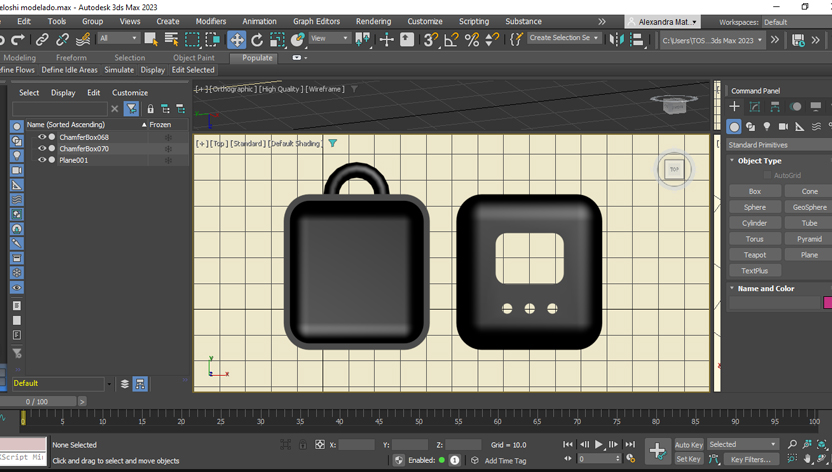 eloshi modelado.max - Autodesk 3ds Max 2023
Edit Tools Group Views Create Modifiers Animation Graph Editors Rendering Customize Scripting Substance Alexandra Mat... Workspaces: Default
All View Create Selection Se C:\Users\TOS...3ds Max 2023
Modeling Freeform Selection Object Paint Populate
efine Flows Define Idle Areas Simulate Display Edit Selected
Select Display Edit Customize
Name (Sorted Ascending) Frozen
ChamferBox068
ChamferBox070
Plane001
[+] [Orthographic] [High Quality] [Wireframe]
[+] [Top] [Standard] [Default Shading]
TOP
y
z x
Command Panel
Standard Primitives
Object Type
AutoGrid
Box Cone
Sphere GeoSphere
Cylinder Tube
Torus Pyramid
Teapot Plane
TextPlus
Name and Color
Default
0 / 100
0 5 10 15 20 25 30 35 40 45 50 55 60 65 70 75 80 85 90 95 100
None Selected X: Y: Z: Grid = 10.0 Auto Key Selected
XScript Mi Click and drag to select and move objects Enabled: 1 Add Time Tag 0 Set Key Key Filters...